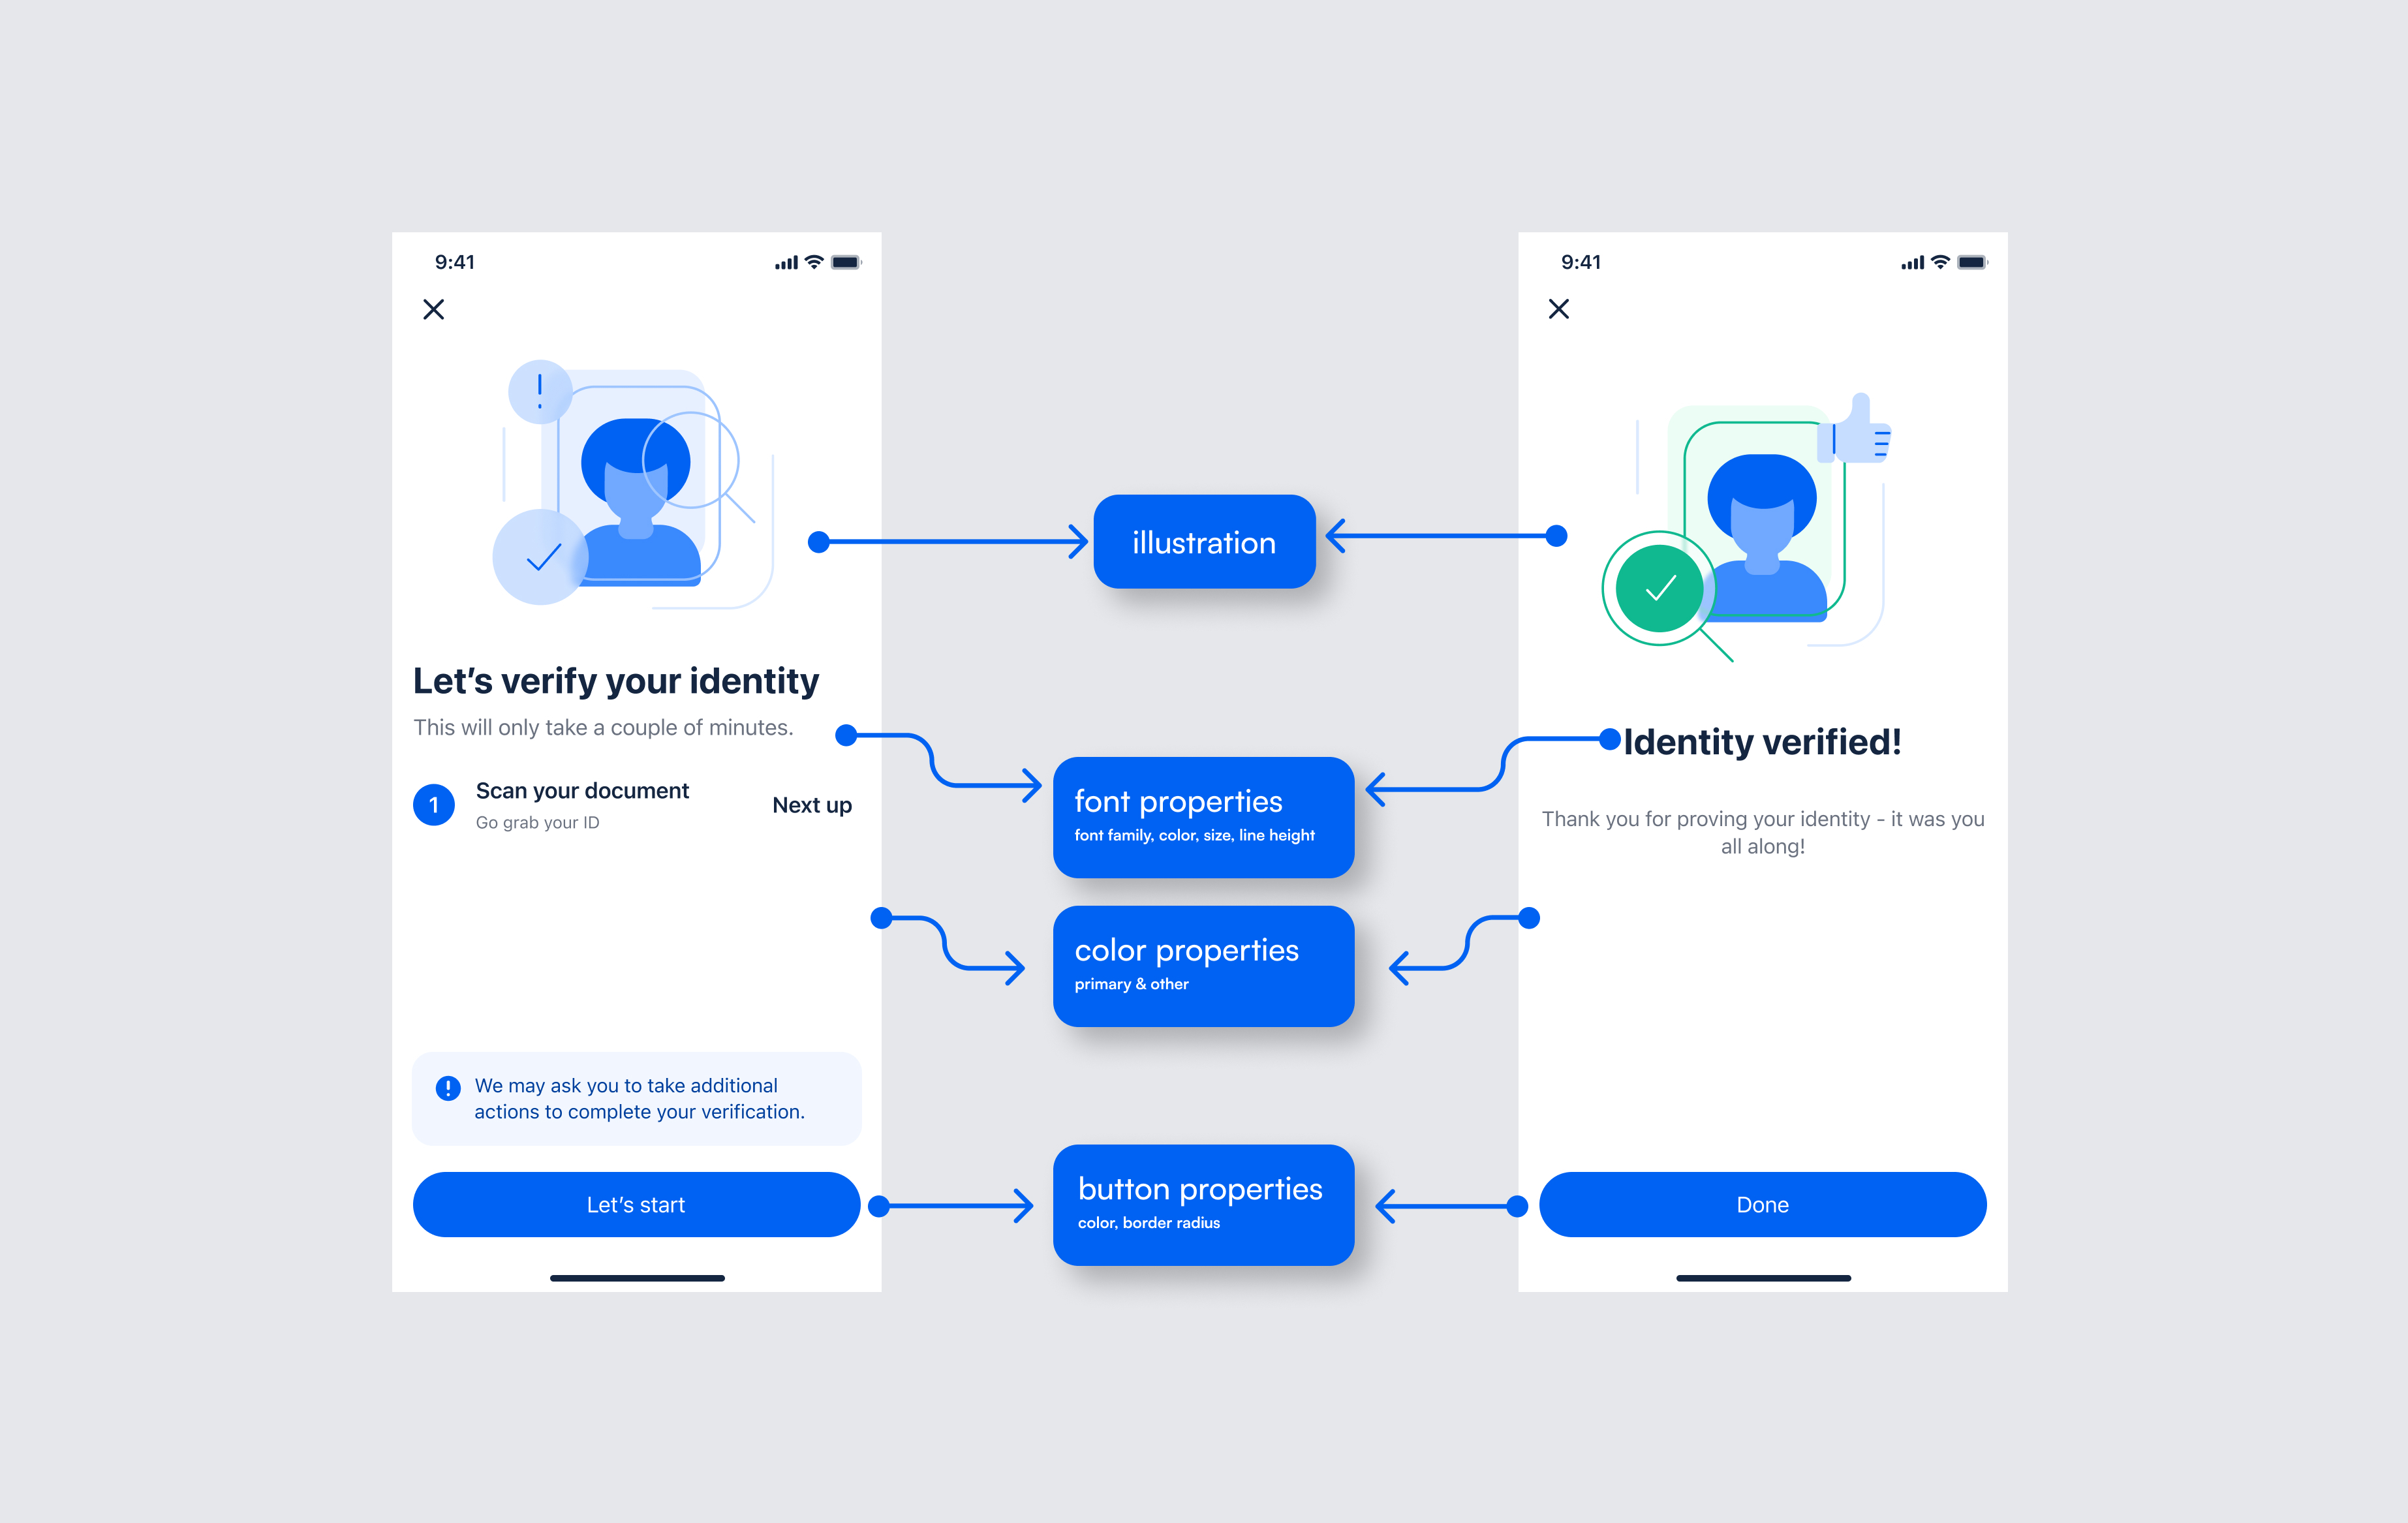 9:41
Let’s verify your identity
This will only take a couple of minutes.
1
Scan your document
Go grab your ID
Next up
We may ask you to take additional
actions to complete your verification.
Let’s start
illustration
font properties
font family, color, size, line height
color properties
primary & other
button properties
color, border radius
9:41
Identity verified!
Thank you for proving your identity - it was you
all along!
Done